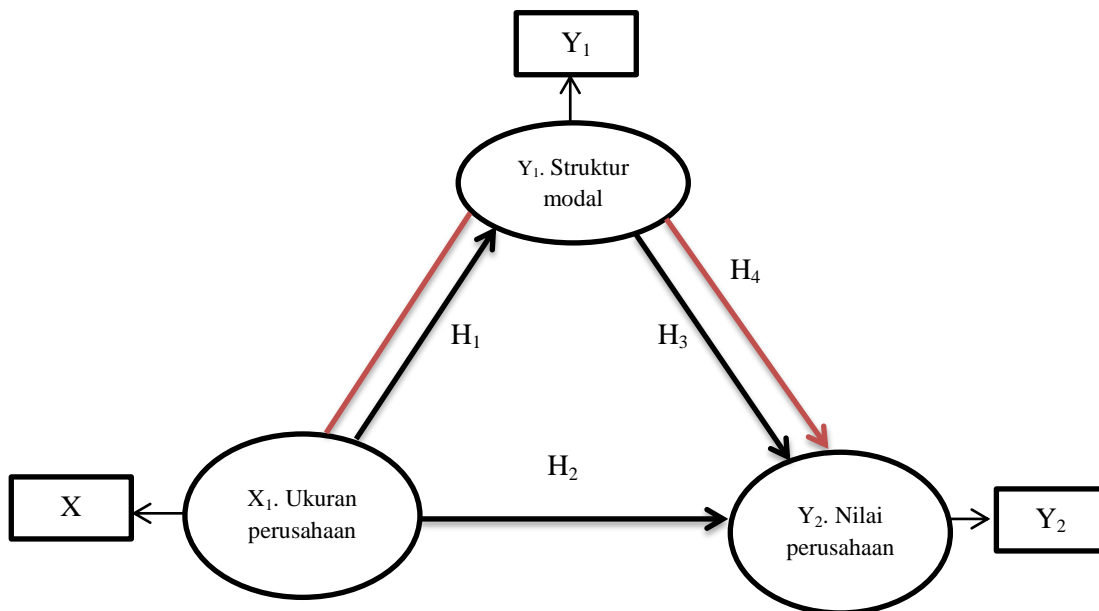 Y₁
Y₁. Struktur
modal
H₄
H₁
H₃
H₂
X
X₁. Ukuran
perusahaan
Y₂. Nilai
perusahaan
Y₂